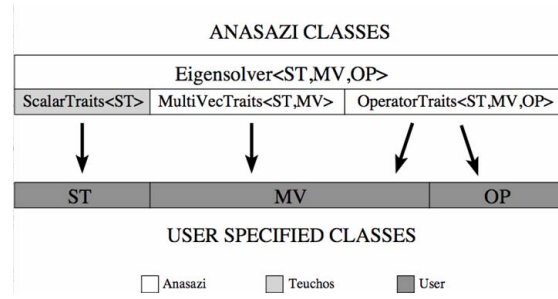 ANASAZI CLASSES
Eigensolver<ST,MV,OP>
ScalarTraits<ST> MultiVecTraits<ST,MV> OperatorTraits<ST,MV,OP>
ST MV OP
USER SPECIFIED CLASSES
Anasazi Teuchos User